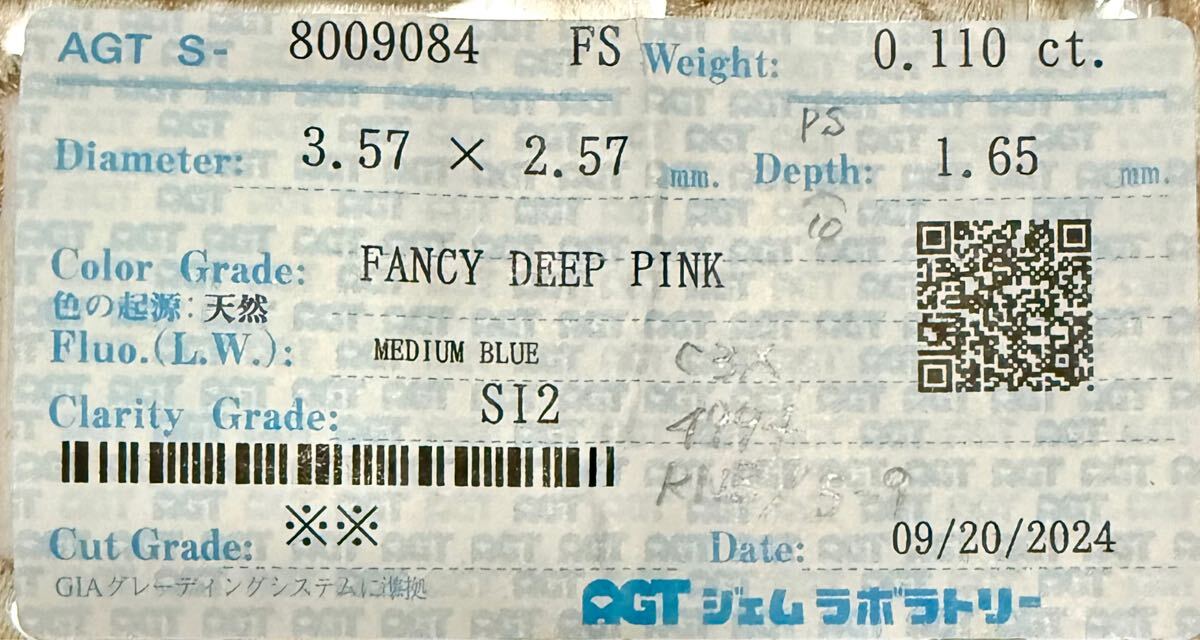 AGT S- 8009084 FS Weight: 0.110 ct.
PS
Diameter: 3.57 × 2.57 mm. Depth: 1.65 mm.
10
Color Grade: FANCY DEEP PINK
色の起源:天然
Fluo.(L.W.): MEDIUM BLUE
Clarity Grade: SI2
Cut Grade: ※※ Date: 09/20/2024
GIAグレーディングシステムに準拠
AGT ジェムラボラトリー